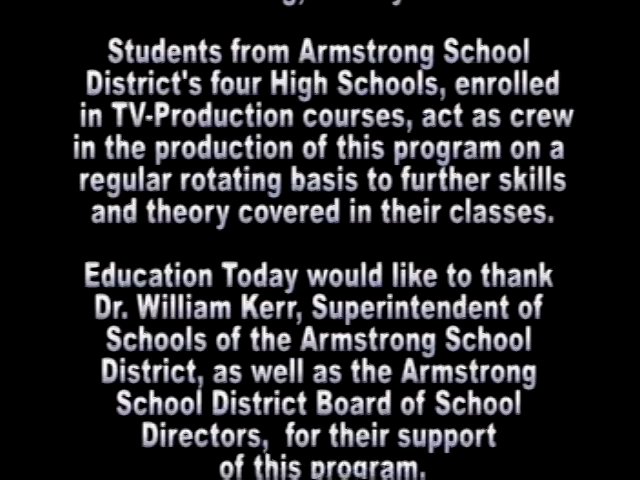 Students from Armstrong School
District's four High Schools, enrolled
in TV-Production courses, act as crew
in the production of this program on a
regular rotating basis to further skills
and theory covered in their classes.
Education Today would like to thank
Dr. William Kerr, Superintendent of
Schools of the Armstrong School
District, as well as the Armstrong
School District Board of School
Directors, for their support
of this program.